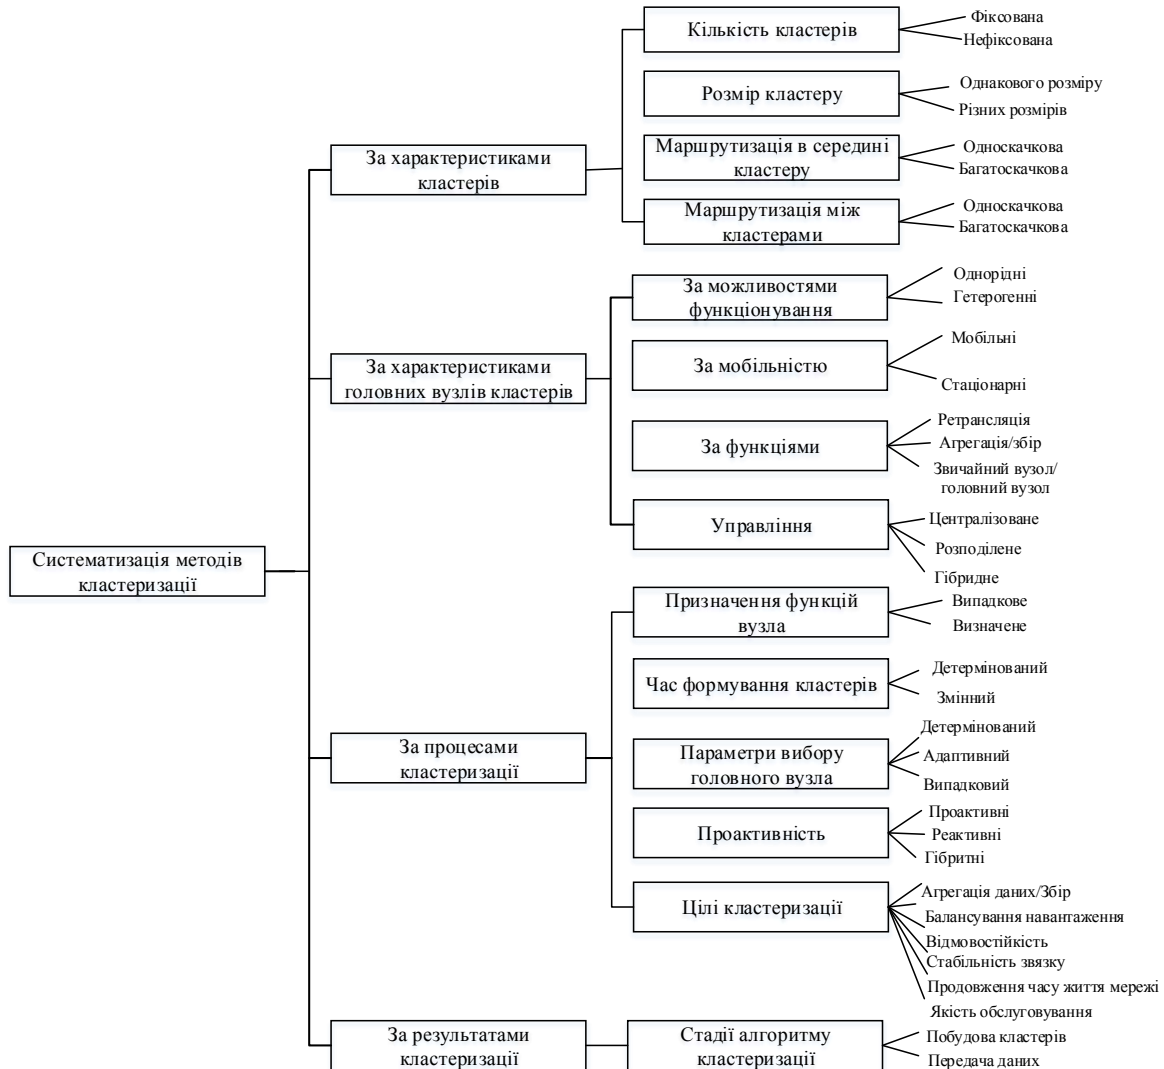 Систематизація методів
кластеризації
За характеристиками
кластерів
Кількість кластерів
Фіксована
Нефіксована
Розмір кластеру
Однакового розміру
Різних розмірів
Маршрутизація в середині
кластеру
Односкачкова
Багатоскачкова
Маршрутизація між
кластерами
Односкачкова
Багатоскачкова
За характеристиками
головних вузлів кластерів
За можливостями
функціонування
Однорідні
Гетерогенні
За мобільністю
Мобільні
Стаціонарні
За функціями
Ретрансляція
Агрегація/збір
Звичайний вузол/
головний вузол
Управління
Централізоване
Розподілене
Гібридне
За процесами
кластеризації
Призначення функцій
вузла
Випадкове
Визначене
Час формування кластерів
Детермінований
Змінний
Параметри вибору
головного вузла
Детермінований
Адаптивний
Випадковий
Проактивність
Проактивні
Реактивні
Гібритні
Цілі кластеризації
Агрегація даних/Збір
Балансування навантаження
Відмовостійкість
Стабільність звязку
Продовження часу життя мережі
Якість обслуговування
За результатами
кластеризації
Стадії алгоритму
кластеризації
Побудова кластерів
Передача даних